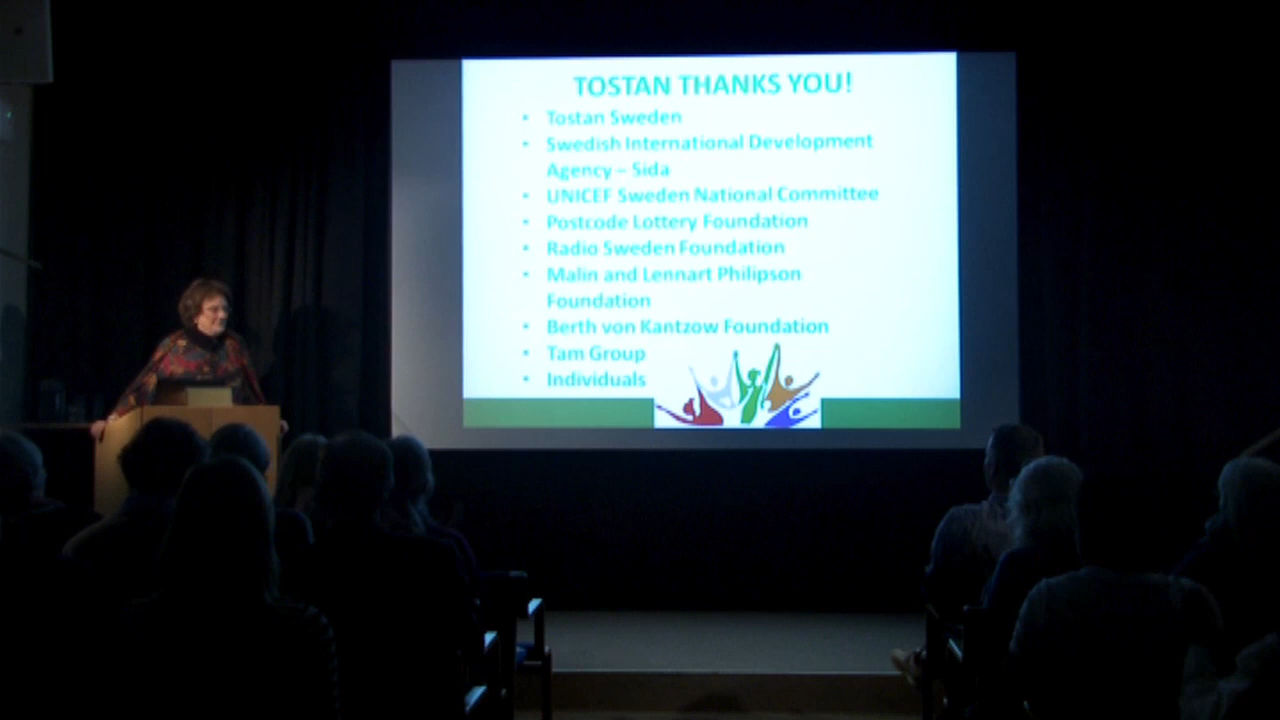 TOSTAN THANKS YOU!
• Tostan Sweden
• Swedish International Development
Agency – Sida
• UNICEF Sweden National Committee
• Postcode Lottery Foundation
• Radio Sweden Foundation
• Malin and Lennart Philipson
Foundation
• Berth von Kantzow Foundation
• Tam Group
• Individuals